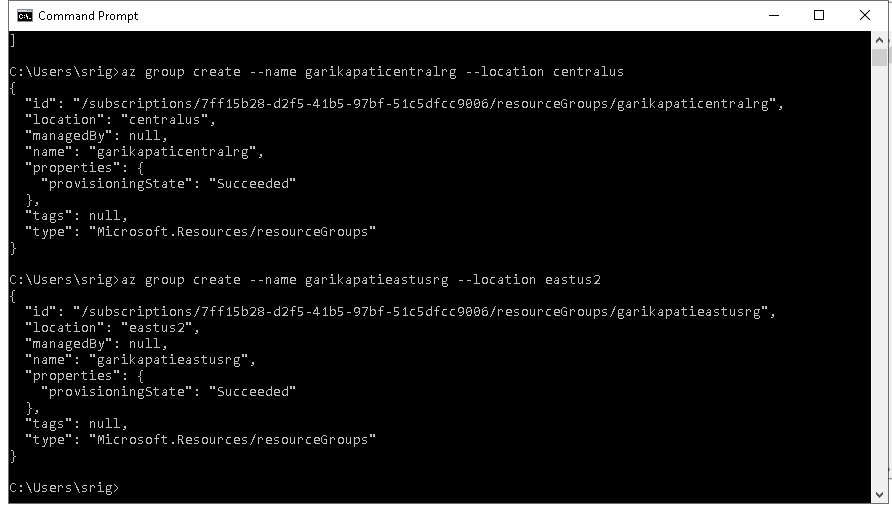 Command Prompt
]
C:\Users\srig>az group create --name garikapaticentralrg --location centralus
{
  "id": "/subscriptions/7ff15b28-d2f5-41b5-97bf-51c5dfcc9006/resourceGroups/garikapaticentralrg",
  "location": "centralus",
  "managedBy": null,
  "name": "garikapaticentralrg",
  "properties": {
    "provisioningState": "Succeeded"
  },
  "tags": null,
  "type": "Microsoft.Resources/resourceGroups"
}
C:\Users\srig>az group create --name garikapatieastusrg --location eastus2
{
  "id": "/subscriptions/7ff15b28-d2f5-41b5-97bf-51c5dfcc9006/resourceGroups/garikapatieastusrg",
  "location": "eastus2",
  "managedBy": null,
  "name": "garikapatieastusrg",
  "properties": {
    "provisioningState": "Succeeded"
  },
  "tags": null,
  "type": "Microsoft.Resources/resourceGroups"
}
C:\Users\srig>